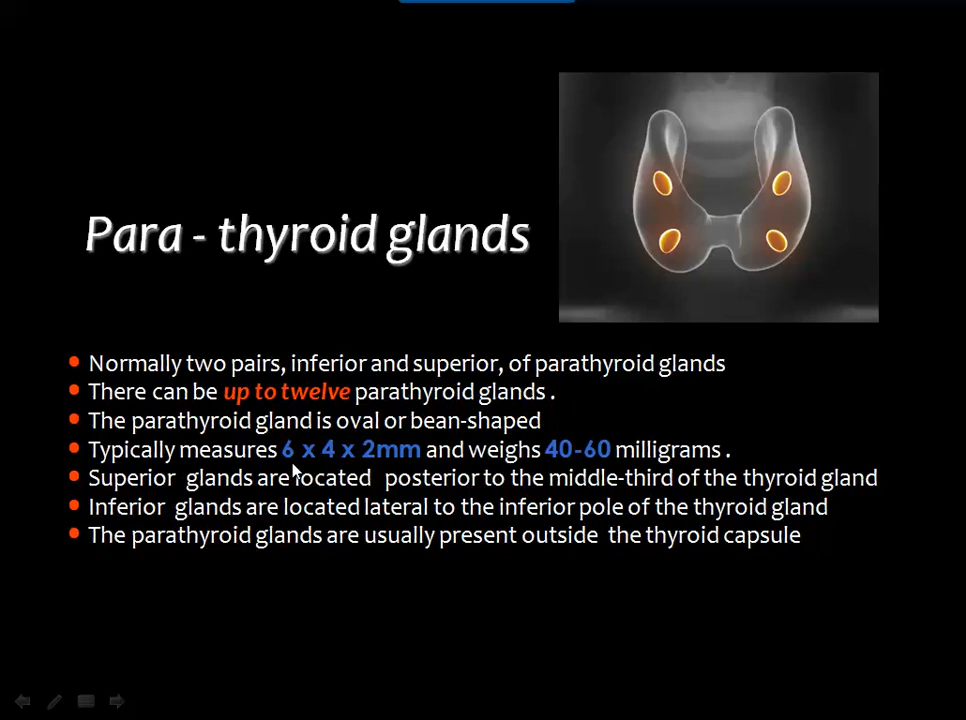 Para - thyroid glands
Normally two pairs, inferior and superior, of parathyroid glands
There can be up to twelve parathyroid glands .
The parathyroid gland is oval or bean-shaped
Typically measures 6 x 4 x 2mm and weighs 40-60 milligrams .
Superior glands are located posterior to the middle-third of the thyroid gland
Inferior glands are located lateral to the inferior pole of the thyroid gland
The parathyroid glands are usually present outside the thyroid capsule